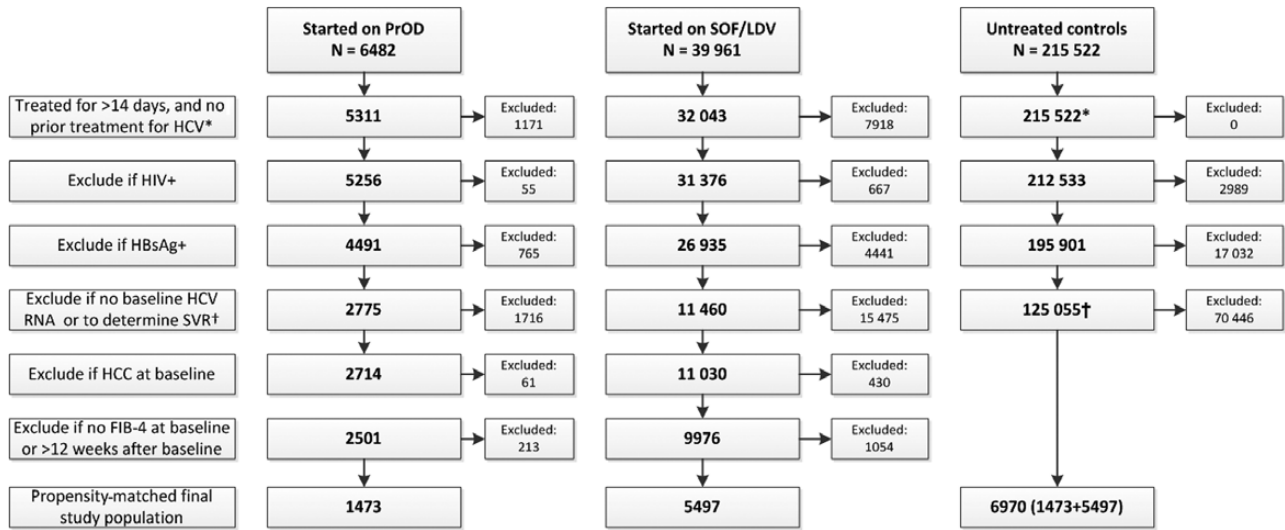 Started on PrOD
N = 6482
Started on SOF/LDV
N = 39 961
Untreated controls
N = 215 522
Treated for >14 days, and no
prior treatment for HCV*
5311
Excluded:
1171
32 043
Excluded:
7918
215 522*
Excluded:
0
Exclude if HIV+
5256
Excluded:
55
31 376
Excluded:
667
212 533
Excluded:
2989
Exclude if HBsAg+
4491
Excluded:
765
26 935
Excluded:
4441
195 901
Excluded:
17 032
Exclude if no baseline HCV
RNA or to determine SVR†
2775
Excluded:
1716
11 460
Excluded:
15 475
125 055†
Excluded:
70 446
Exclude if HCC at baseline
2714
Excluded:
61
11 030
Excluded:
430
Exclude if no FIB-4 at baseline
or >12 weeks after baseline
2501
Excluded:
213
9976
Excluded:
1054
Propensity-matched final
study population
1473
5497
6970 (1473+5497)